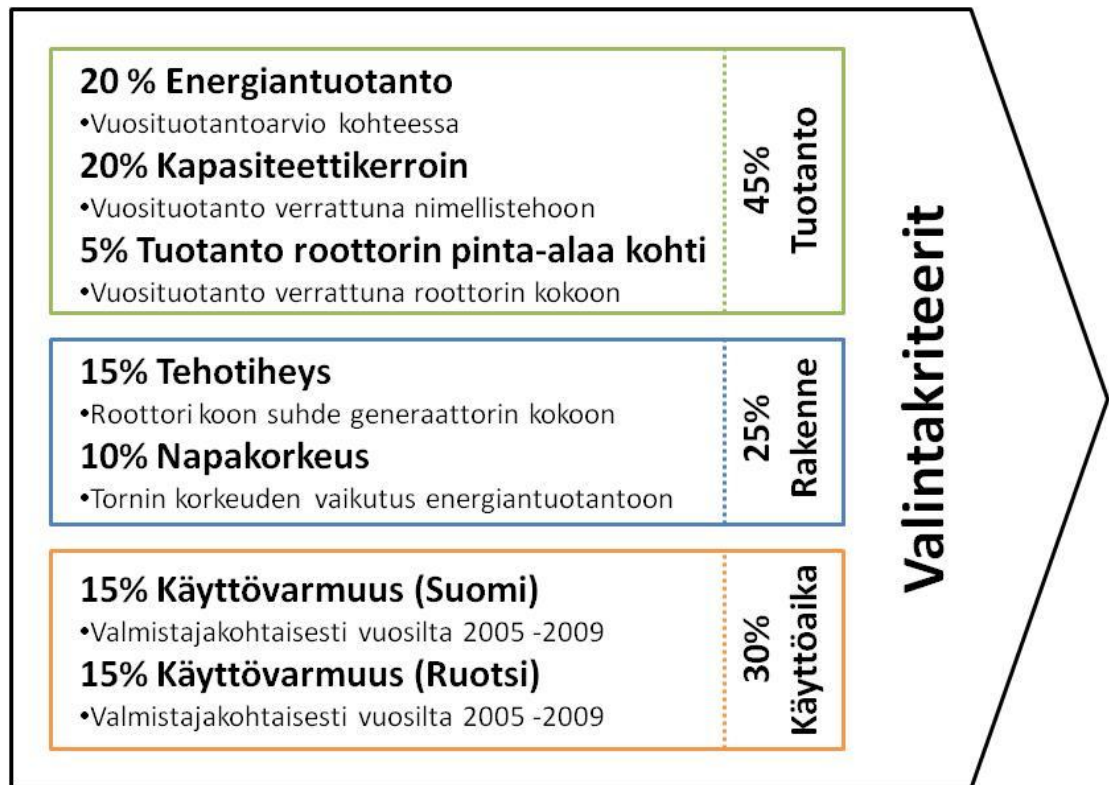 20 % Energiantuotanto
•Vuosituotantoarvio kohteessa
20% Kapasiteettikerroin
•Vuosituotanto verrattuna nimellistehoon
5% Tuotanto roottorin pinta-alaa kohti
•Vuosituotanto verrattuna roottorin kokoon
45%
Tuotanto
15% Tehotiheys
•Roottori koon suhde generaattorin kokoon
10% Napakorkeus
•Tornin korkeuden vaikutus energiantuotantoon
25%
Rakenne
15% Käyttövarmuus (Suomi)
•Valmistajakohtaisesti vuosilta 2005 -2009
15% Käyttövarmuus (Ruotsi)
•Valmistajakohtaisesti vuosilta 2005 -2009
30%
Käyttöaika
Valintakriteerit